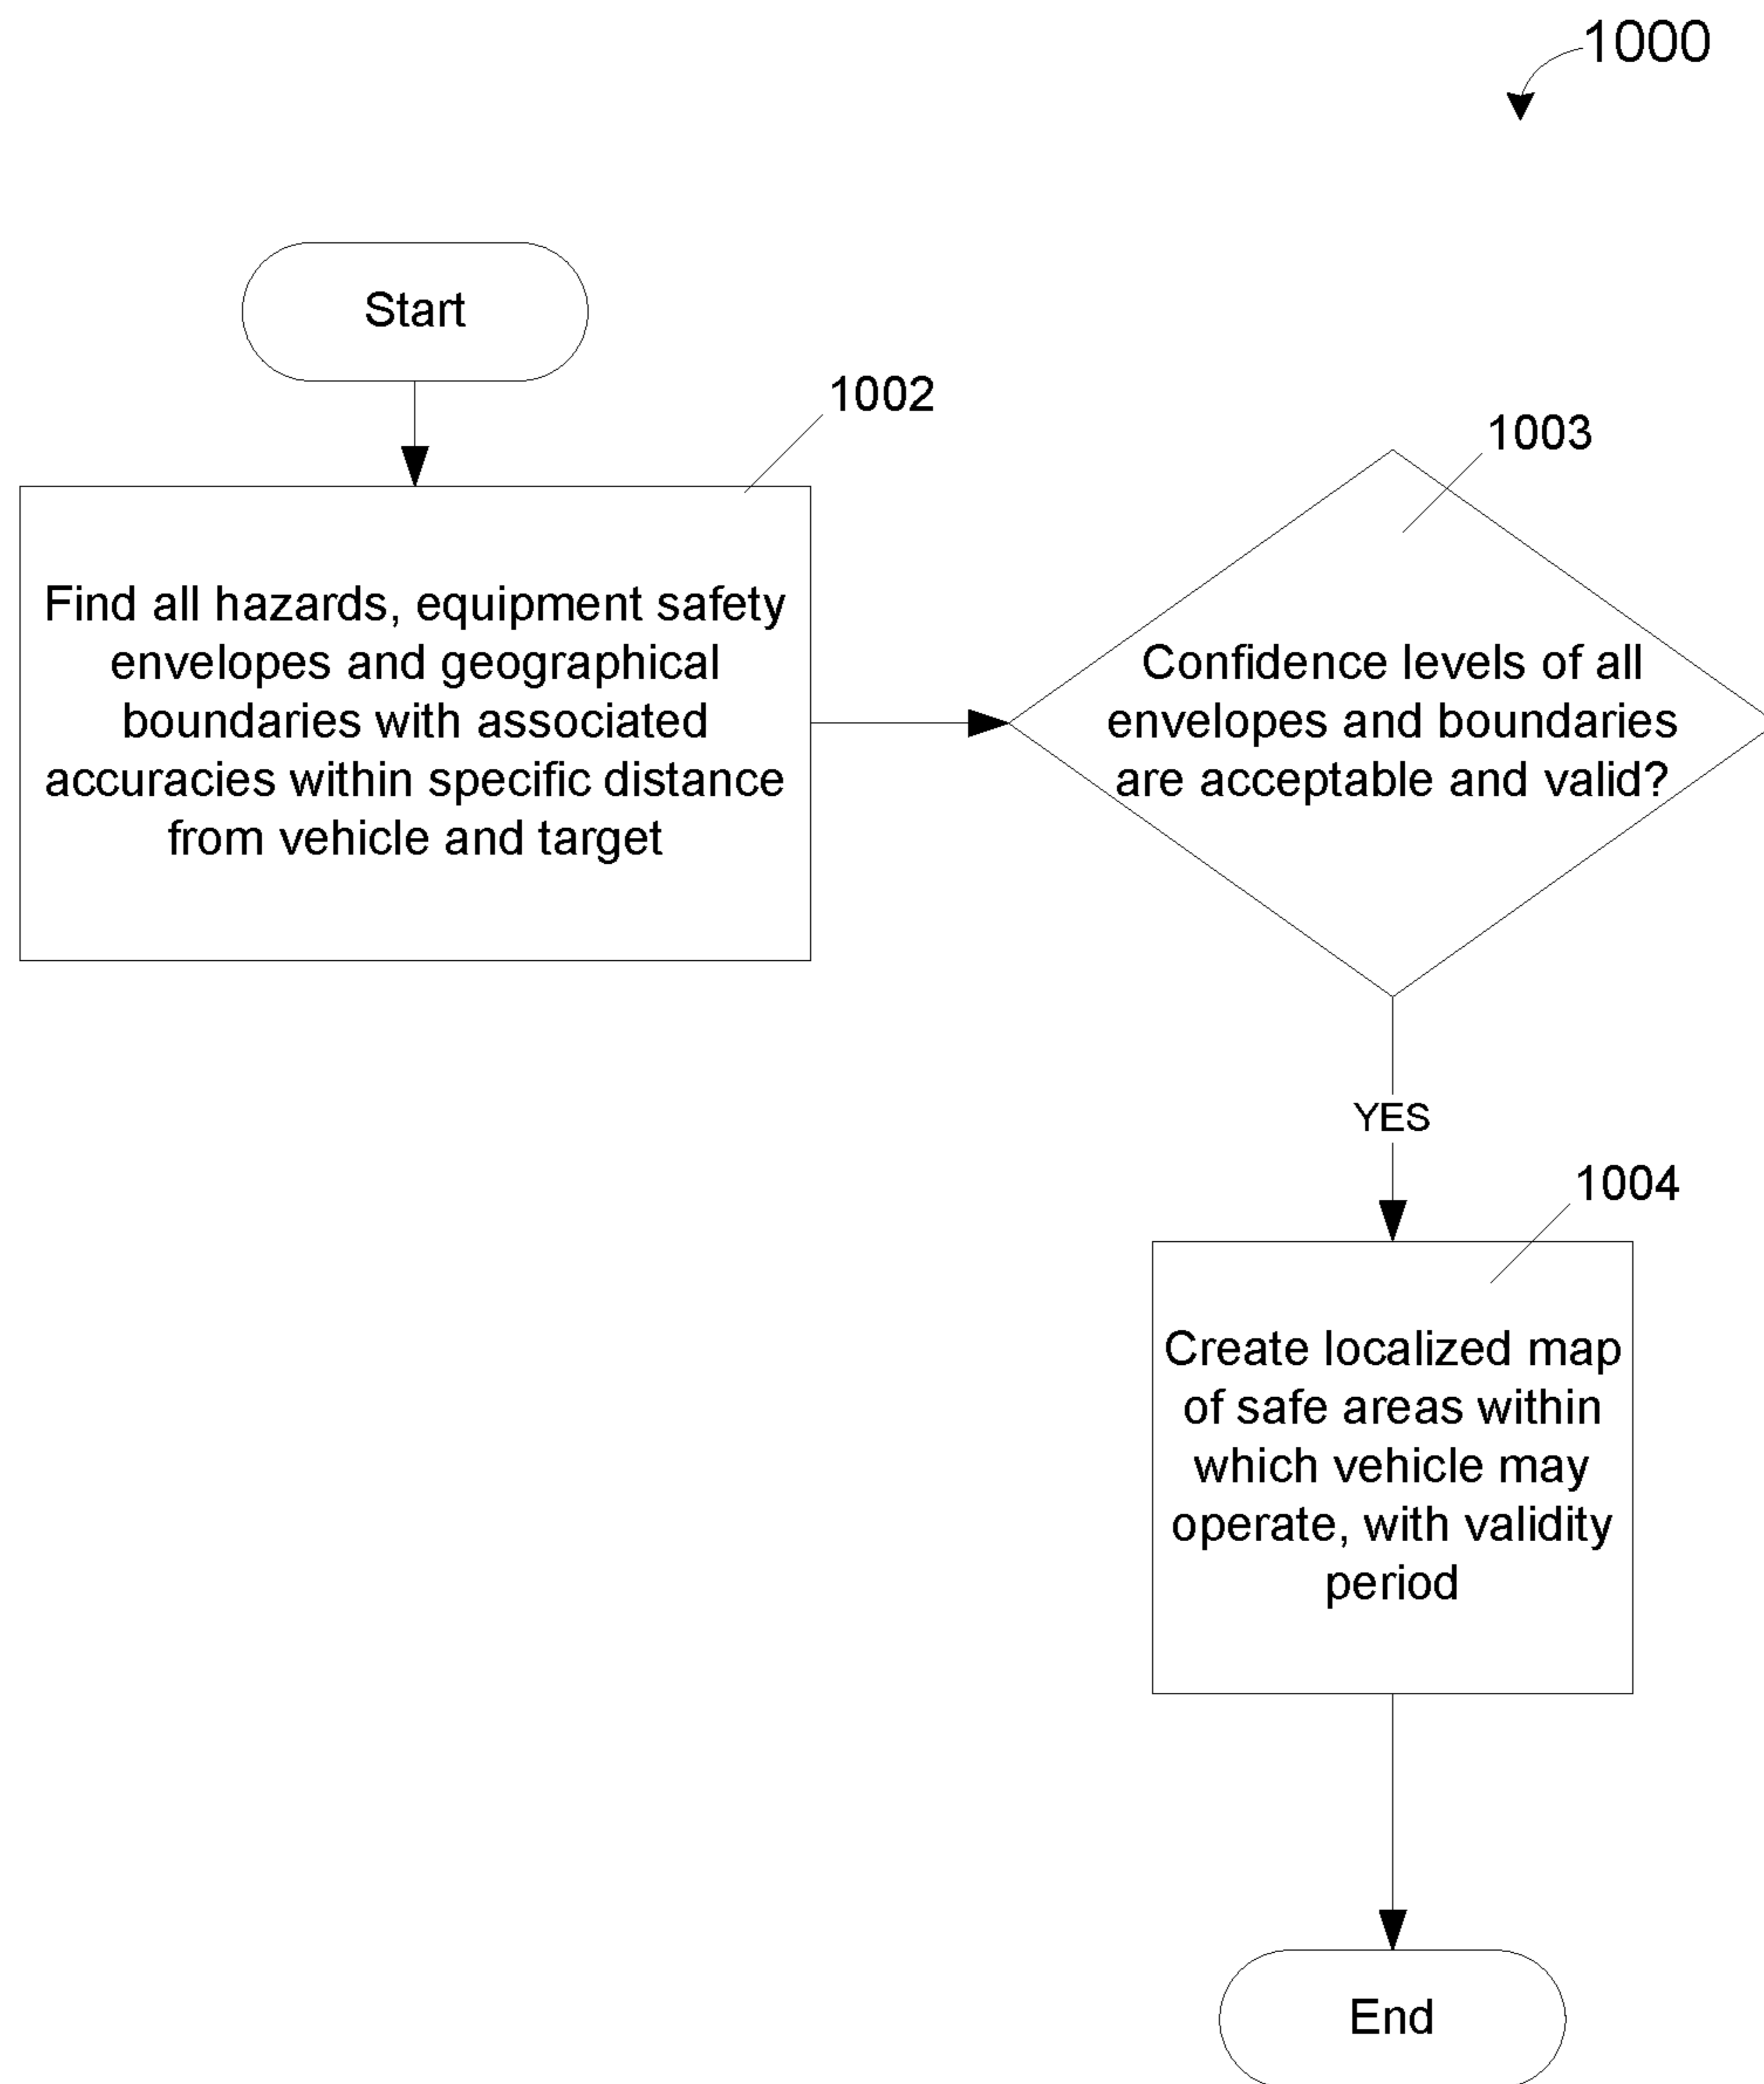 1000
Start
1002
Find all hazards, equipment safety
envelopes and geographical
boundaries with associated
accuracies within specific distance
from vehicle and target
1003
Confidence levels of all
envelopes and boundaries
are acceptable and valid?
YES
1004
Create localized map
of safe areas within
which vehicle may
operate, with validity
period
End